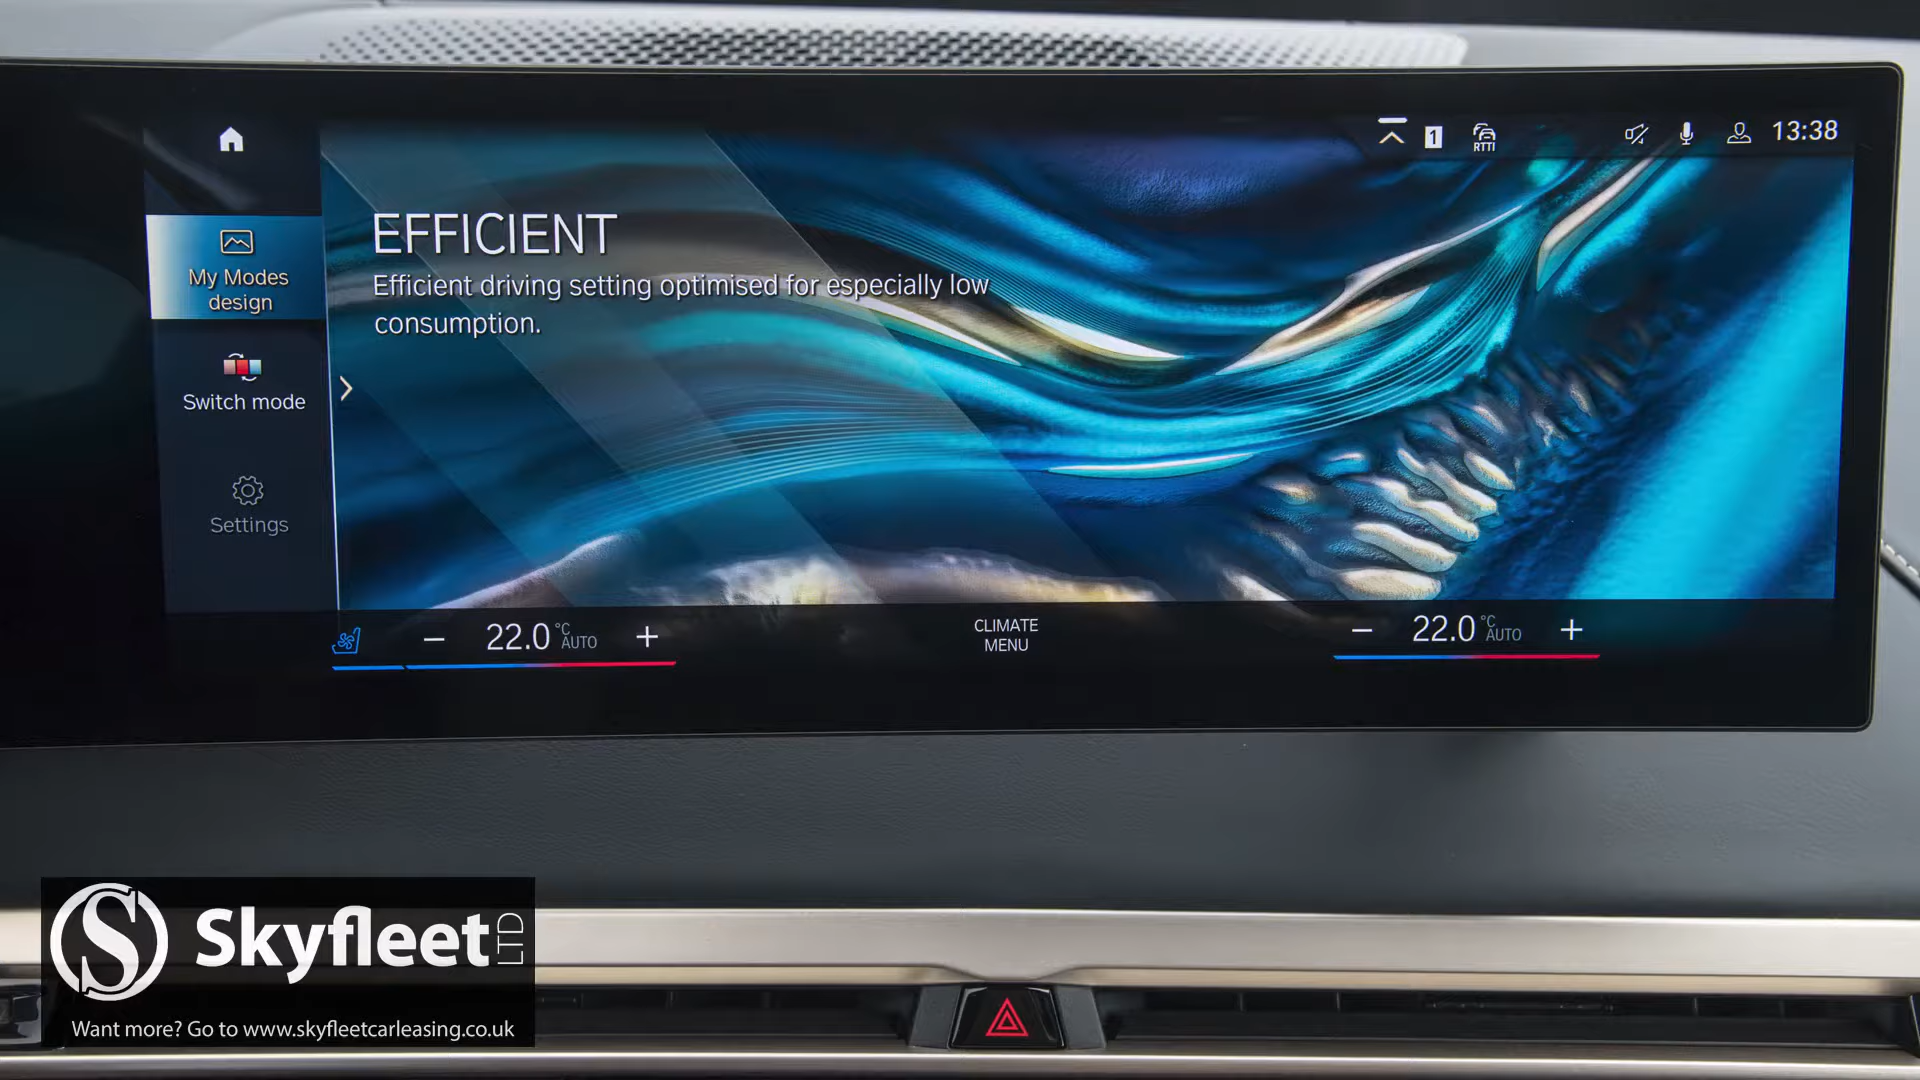 1
RTTI
13:38
My Modes
design
EFFICIENT
Efficient driving setting optimised for especially low
consumption.
Switch mode
Settings
22.0 °C AUTO
CLIMATE
MENU
22.0 °C AUTO
S Skyfleet LTD
Want more? Go to www.skyfleetcarleasing.co.uk